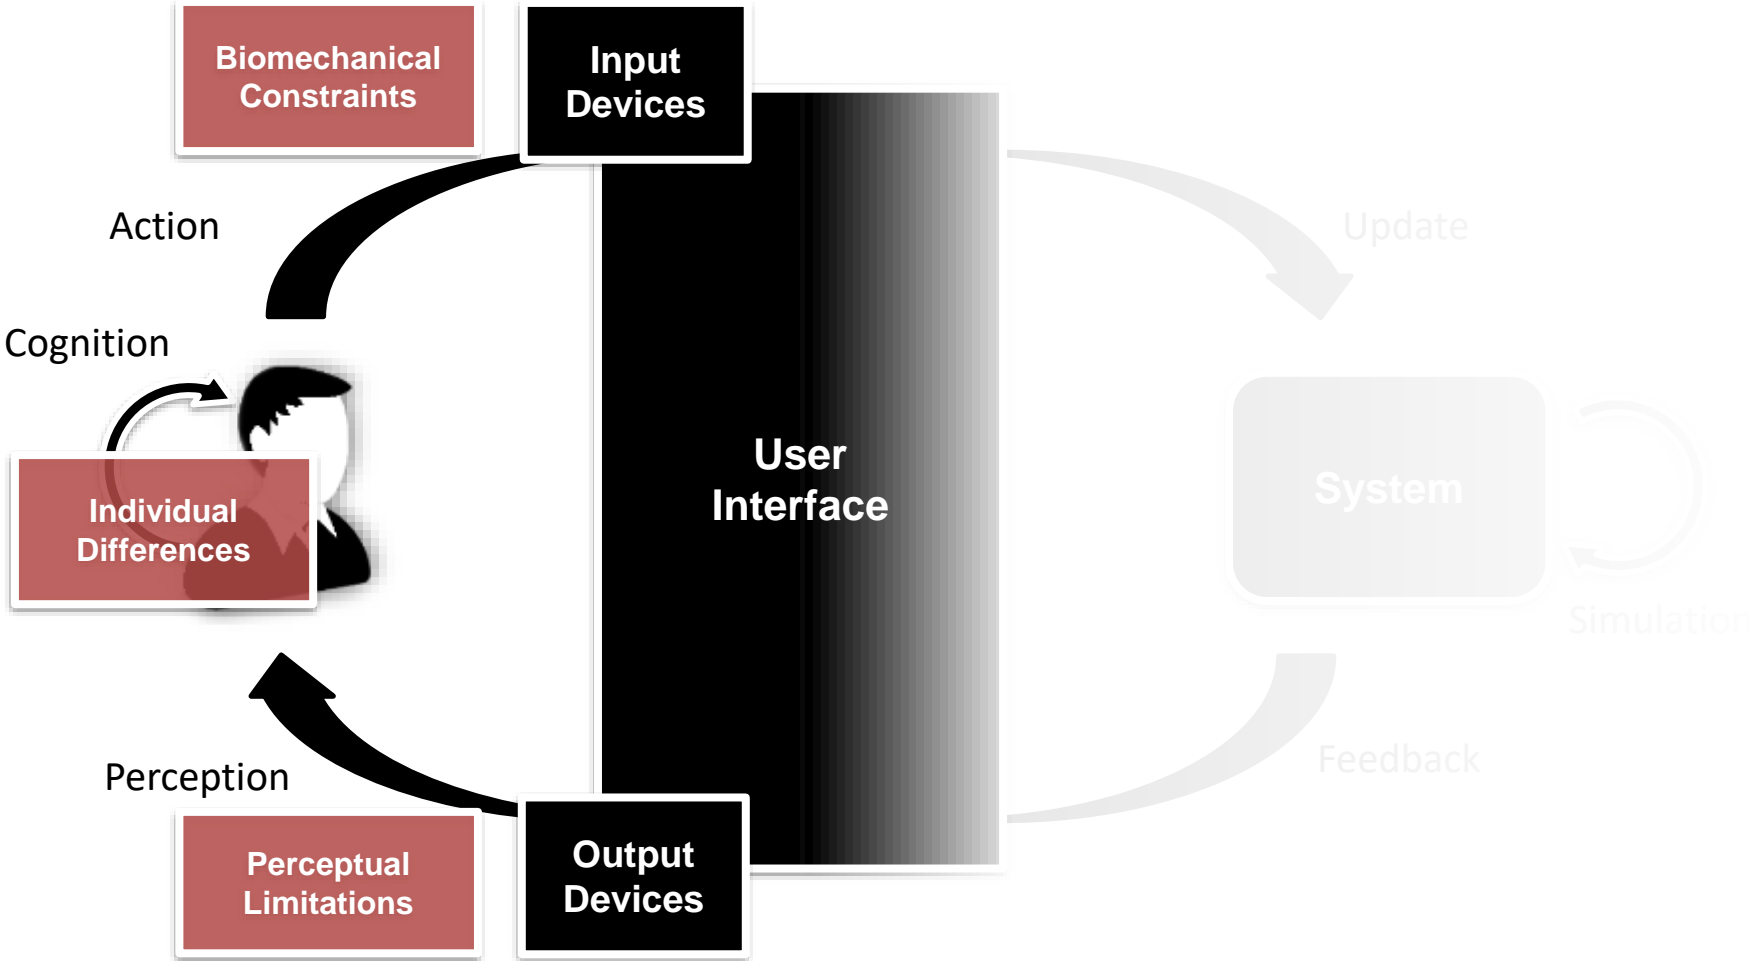 Biomechanical
Constraints
Input
Devices
Action
Update
Cognition
User
Interface
System
Individual
Differences
Simulation
Perception
Feedback
Perceptual
Limitations
Output
Devices